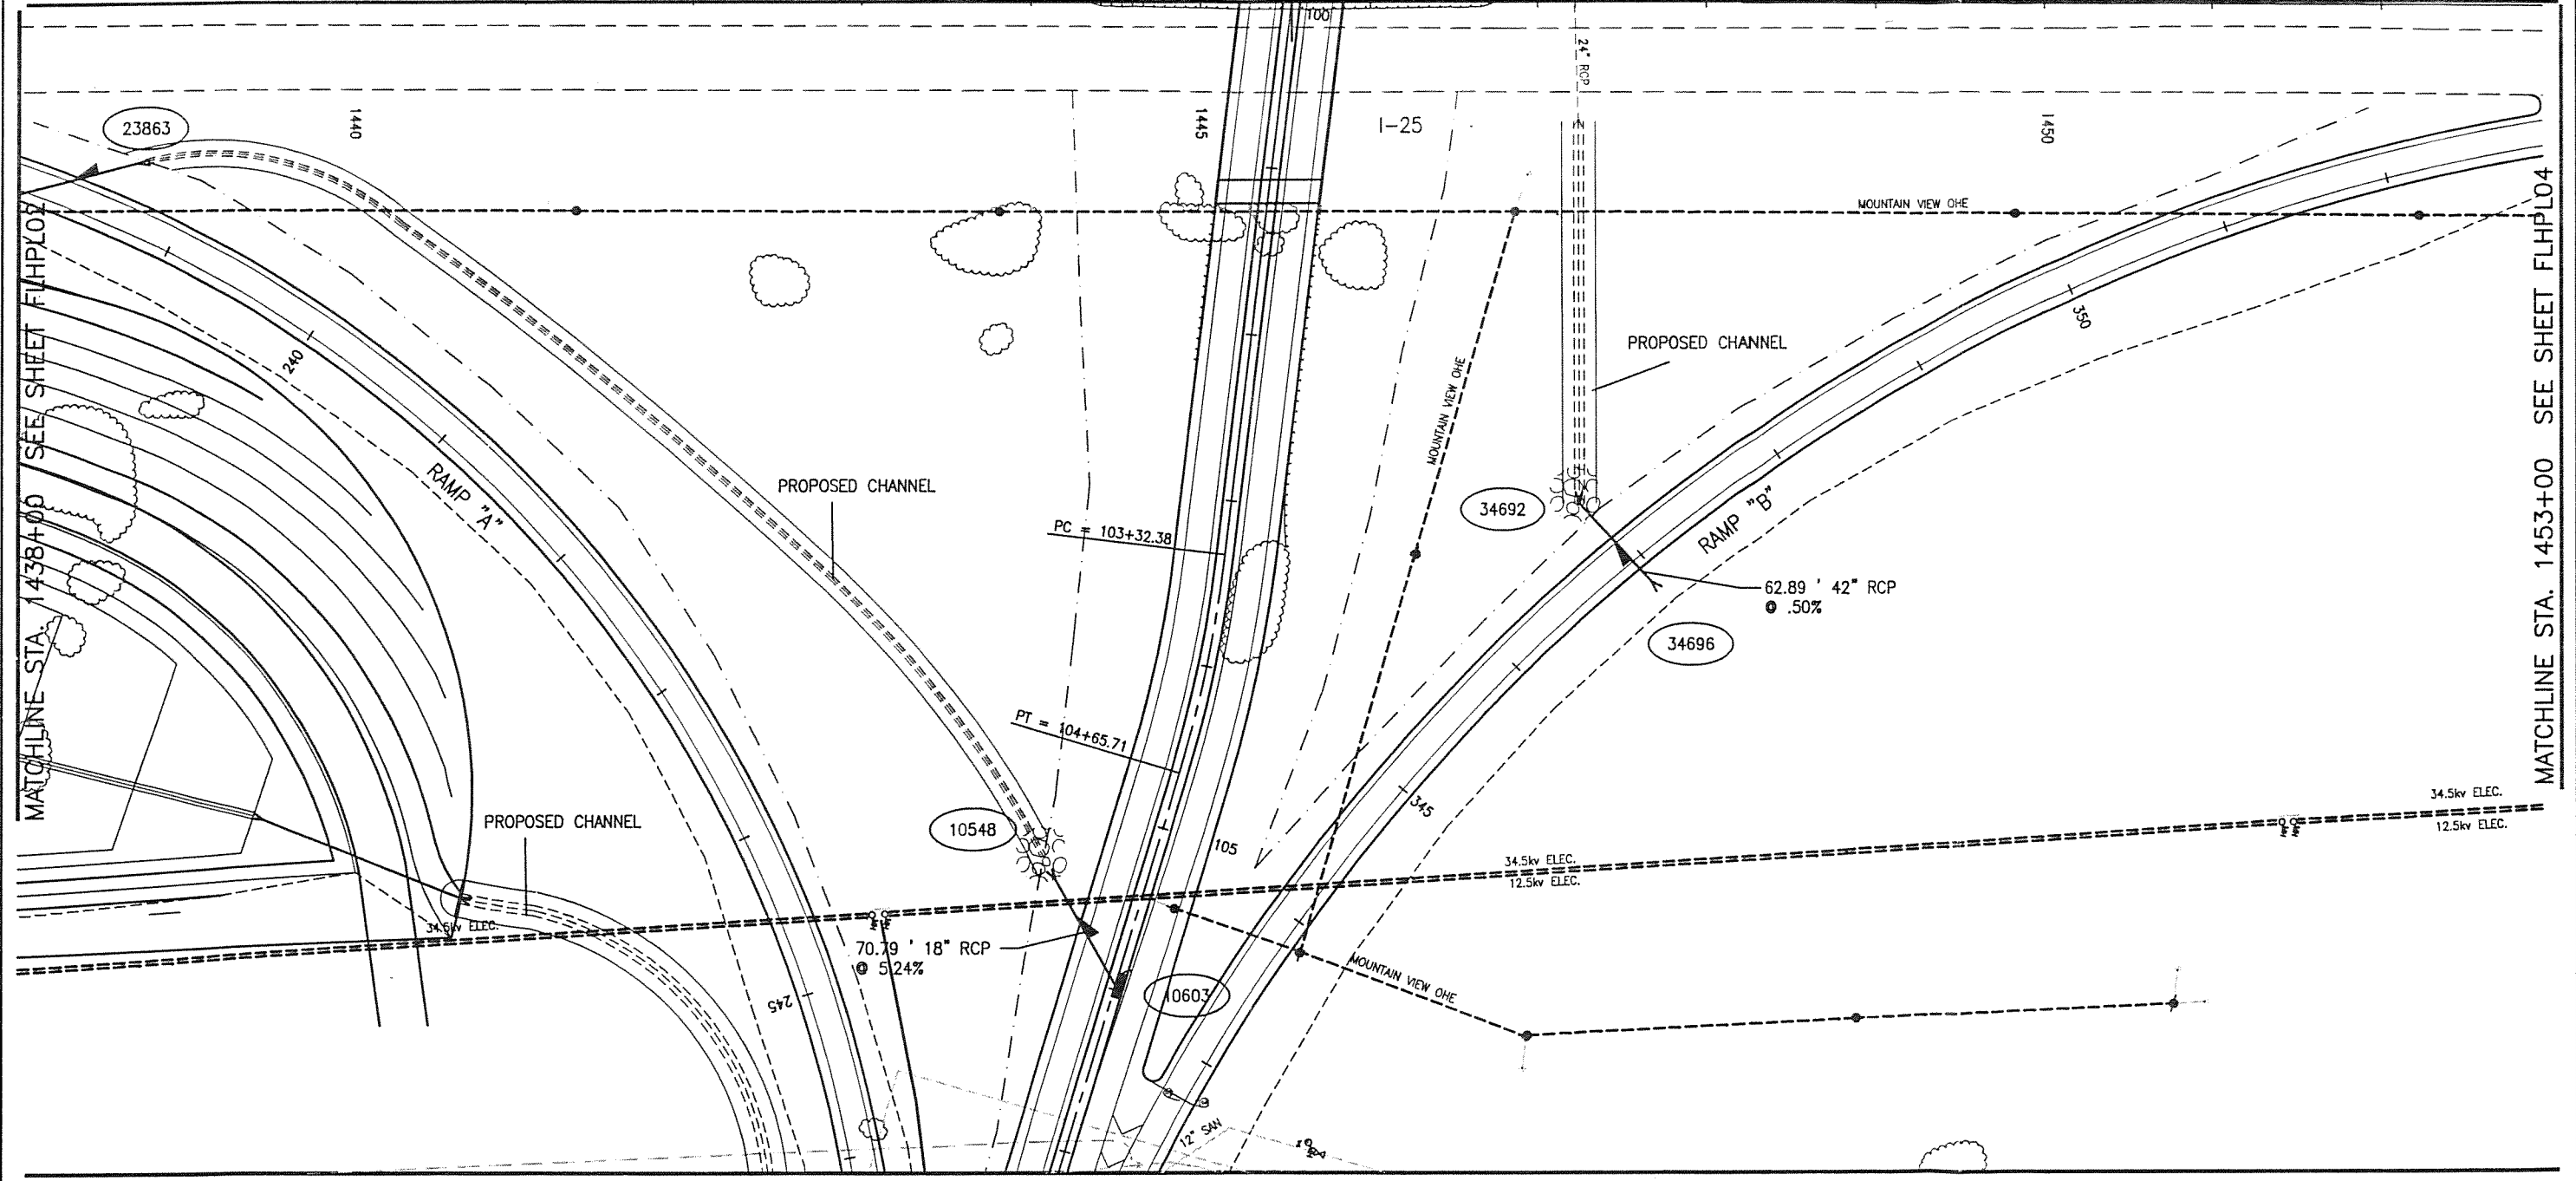 100
24" RCP
23863
1440
1445
I-25
1450
MOUNTAIN VIEW OHE
MATCHLINE STA. 1438+00 SEE SHEET FLHPL02
MATCHLINE STA. 1453+00 SEE SHEET FLHPL04
240
350
PROPOSED CHANNEL
MOUNTAIN VIEW OHE
RAMP "A"
PROPOSED CHANNEL
34692
RAMP "B"
PC = 103+32.38
62.89 ' 42" RCP
@ .50%
34696
PT = 104+65.71
345
34.5kv ELEC.
12.5kv ELEC.
PROPOSED CHANNEL
10548
105
34.5kv ELEC.
12.5kv ELEC.
34.5kv ELEC.
70.79 ' 18" RCP
@ 5.24%
MOUNTAIN VIEW OHE
10603
245
12" SAN